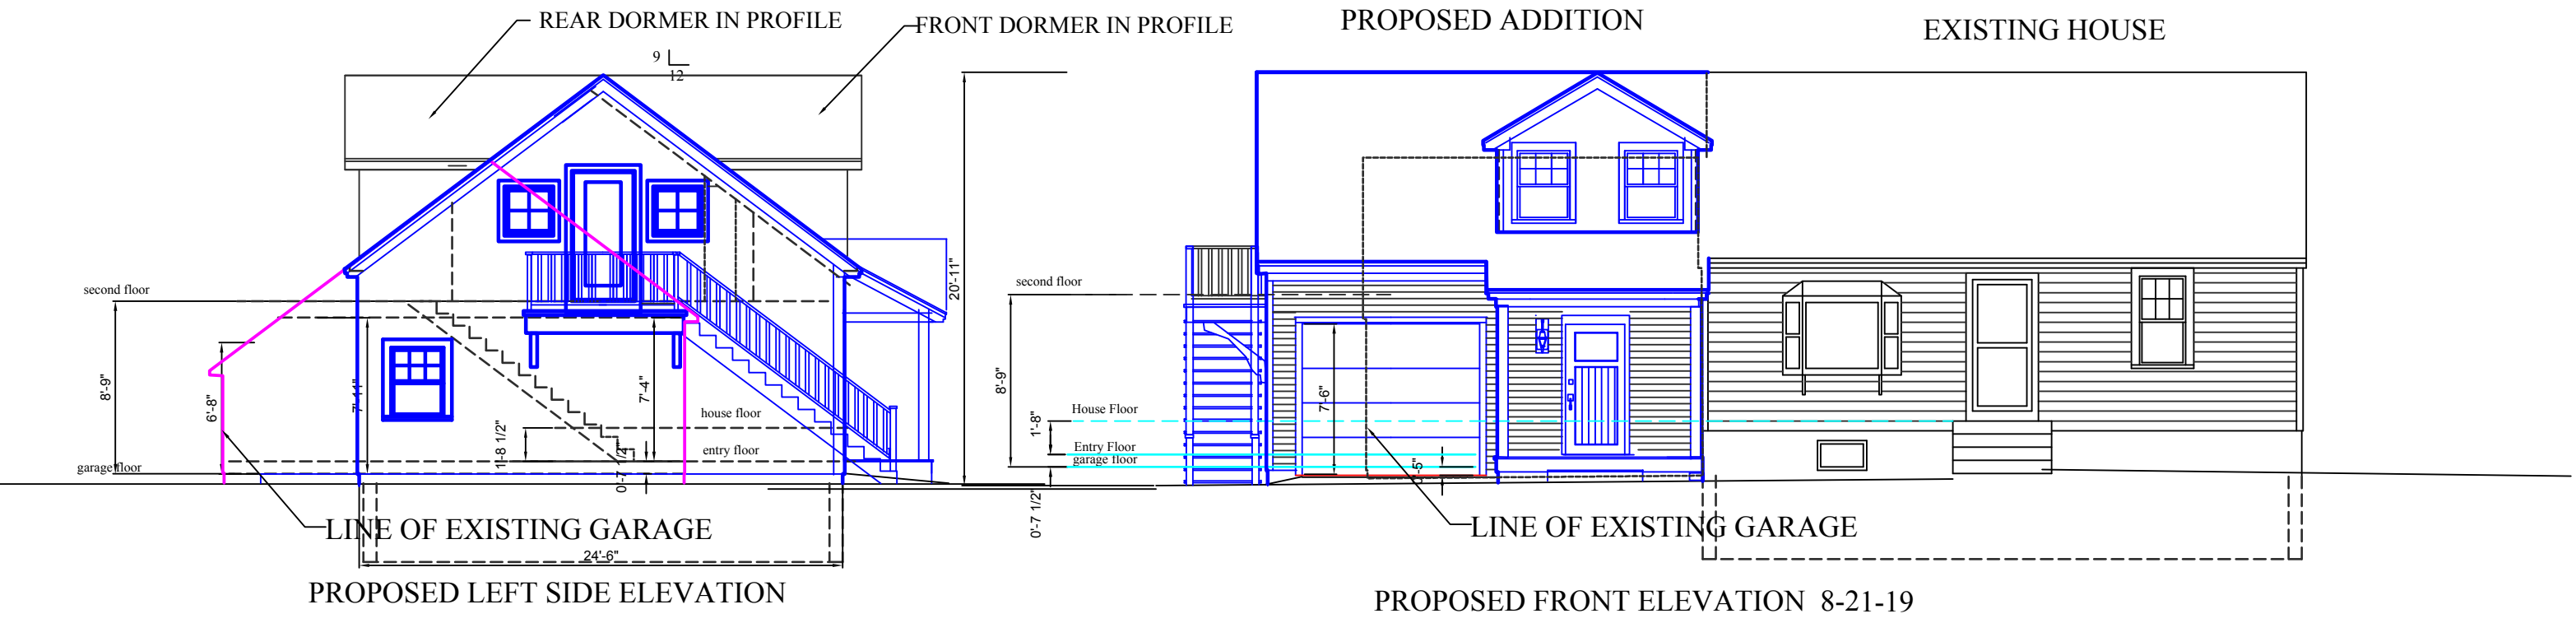 REAR DORMER IN PROFILE
FRONT DORMER IN PROFILE
PROPOSED ADDITION
EXISTING HOUSE
9
12
20'-11"
second floor
8'-9"
6'-8"
7'-11"
7'-4"
1'-8 1/2"
0'-7 1/2"
house floor
entry floor
garage floor
LINE OF EXISTING GARAGE
24'-6"
PROPOSED LEFT SIDE ELEVATION
second floor
8'-9"
1'-8"
7'-6"
House Floor
Entry Floor
garage floor
0'-7 1/2"
LINE OF EXISTING GARAGE
PROPOSED FRONT ELEVATION 8-21-19